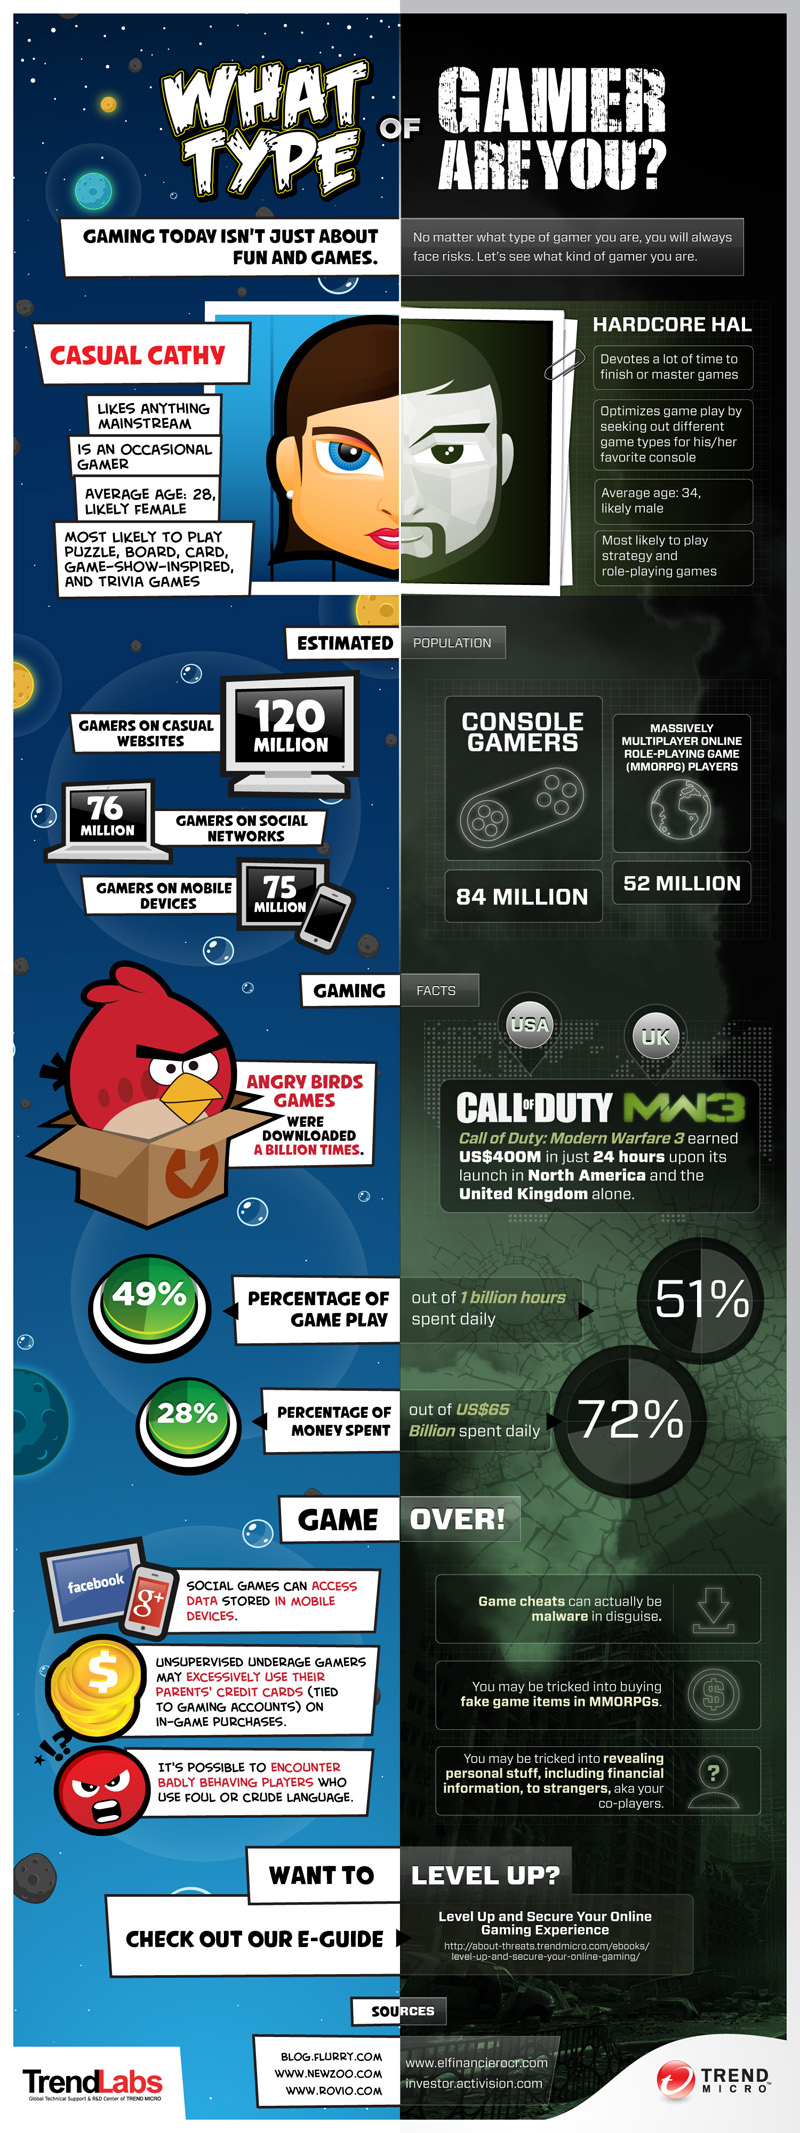 WHAT
TYPE
OF
GAMER
ARE YOU?
GAMING TODAY ISN'T JUST ABOUT
FUN AND GAMES.
No matter what type of gamer you are, you will always
face risks. Let's see what kind of gamer you are.
CASUAL CATHY
LIKES ANYTHING
MAINSTREAM
IS AN OCCASIONAL
GAMER
AVERAGE AGE: 28,
LIKELY FEMALE
MOST LIKELY TO PLAY
PUZZLE, BOARD, CARD,
GAME-SHOW-INSPIRED,
AND TRIVIA GAMES
HARDCORE HAL
Devotes a lot of time to
finish or master games
Optimizes game play by
seeking out different
game types for his/her
favorite console
Average age: 34,
likely male
Most likely to play
strategy and
role-playing games
ESTIMATED POPULATION
GAMERS ON CASUAL
WEBSITES
120
MILLION
76
MILLION
GAMERS ON SOCIAL
NETWORKS
GAMERS ON MOBILE
DEVICES
75
MILLION
CONSOLE
GAMERS
84 MILLION
MASSIVELY
MULTIPLAYER ONLINE
ROLE-PLAYING GAME
(MMORPG) PLAYERS
52 MILLION
GAMING FACTS
ANGRY BIRDS
GAMES
WERE
DOWNLOADED
A BILLION TIMES.
USA
UK
CALL OF DUTY MW3
Call of Duty: Modern Warfare 3 earned
US$400M in just 24 hours upon its
launch in North America and the
United Kingdom alone.
49%
PERCENTAGE OF
GAME PLAY
out of 1 billion hours
spent daily
51%
28%
PERCENTAGE OF
MONEY SPENT
out of US$65
Billion spent daily
72%
GAME OVER!
facebook
g+
SOCIAL GAMES CAN ACCESS
DATA STORED IN MOBILE
DEVICES.
$
UNSUPERVISED UNDERAGE GAMERS
MAY EXCESSIVELY USE THEIR
PARENTS' CREDIT CARDS (TIED
TO GAMING ACCOUNTS) ON
IN-GAME PURCHASES.
*!?
IT'S POSSIBLE TO ENCOUNTER
BADLY BEHAVING PLAYERS WHO
USE FOUL OR CRUDE LANGUAGE.
Game cheats can actually be
malware in disguise.
You may be tricked into buying
fake game items in MMORPGs.
$
You may be tricked into revealing
personal stuff, including financial
information, to strangers, aka your
co-players.
?
WANT TO LEVEL UP?
CHECK OUT OUR E-GUIDE
Level Up and Secure Your Online
Gaming Experience
http://about-threats.trendmicro.com/ebooks/
level-up-and-secure-your-online-gaming/
SOURCES
BLOG.FLURRY.COM
WWW.NEWZOO.COM
WWW.ROVIO.COM
www.elfinancierocr.com
investor.activision.com
TrendLabs
Global Technical Support & R&D Center of TREND MICRO
TREND
MICRO